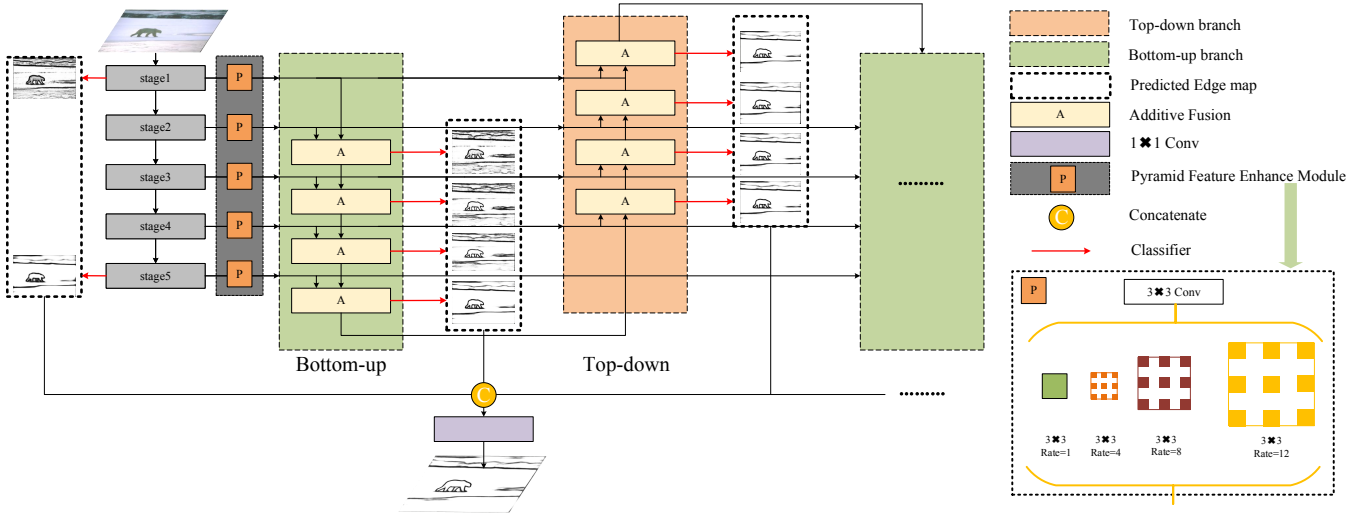 stage1
stage2
stage3
stage4
stage5
P
P
P
P
P
A
A
A
A
Bottom-up
A
A
A
A
Top-down
.........
.........
C
Top-down branch
Bottom-up branch
Predicted Edge map
A
Additive Fusion
1✖1 Conv
P
Pyramid Feature Enhance Module
C
Concatenate
Classifier
P
3✖3 Conv
3✖3
Rate=1
3✖3
Rate=4
3✖3
Rate=8
3✖3
Rate=12